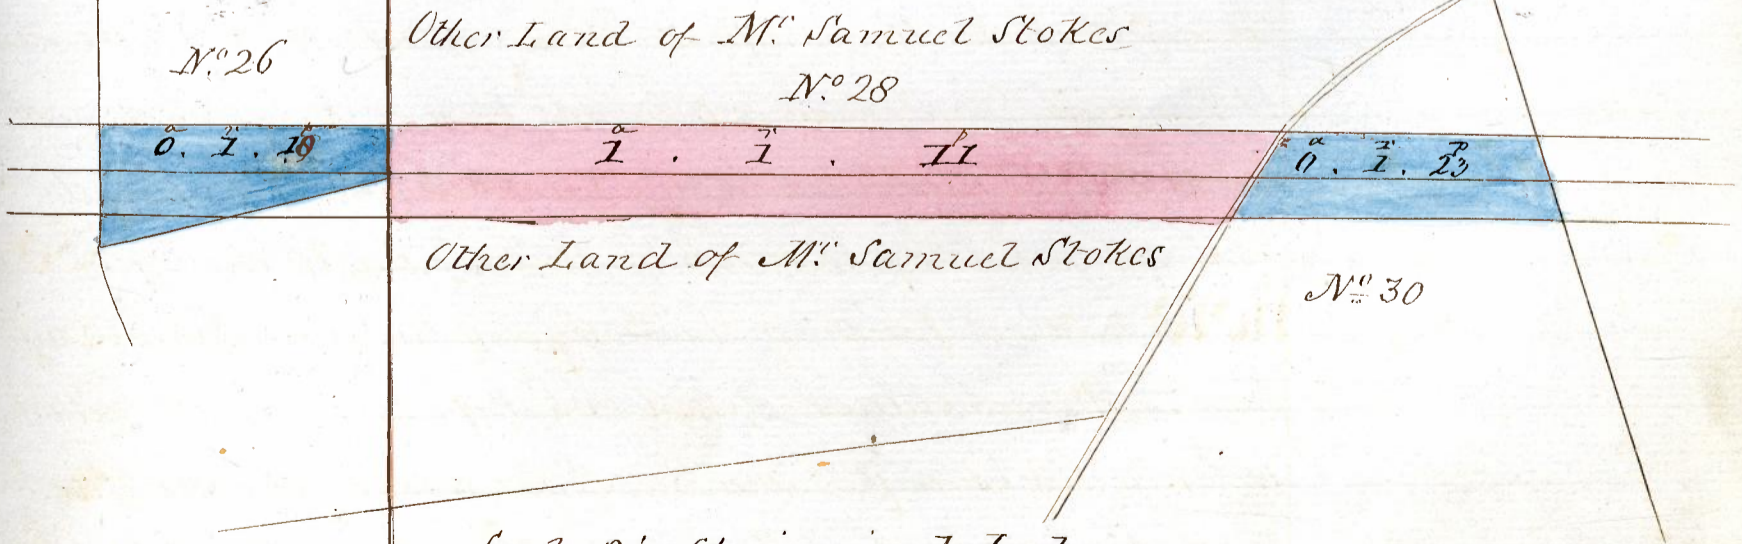 Other Land of Mr. Samuel Stokes
No. 26
No. 28
a r p
0 . 1 . 18
a r p
1 . 1 . 11
a r p
0 . 1 . 23
Other Land of Mr. Samuel Stokes
No. 30